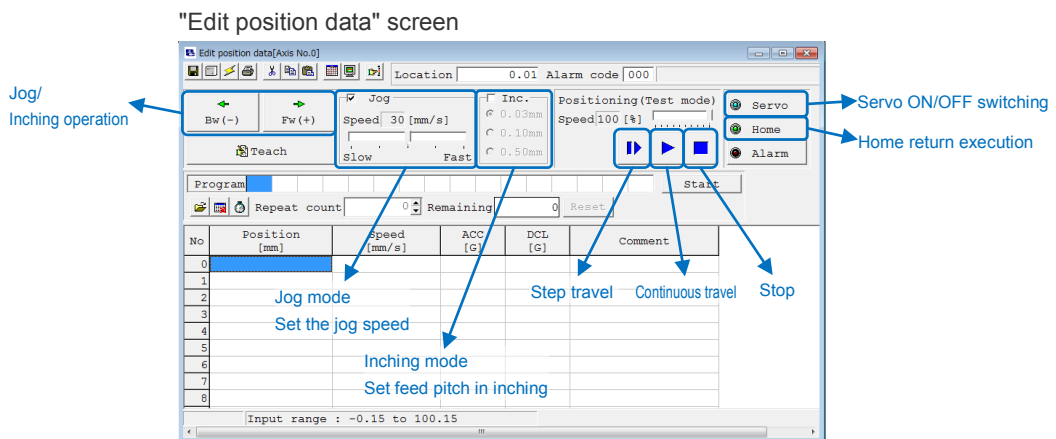 "Edit position data" screen
Edit position data[Axis No.0]
Location 0.01 Alarm code 000
Jog/
Inching operation
Bw(-) Fw(+)
Teach
Jog
Speed 30 [mm/s]
Slow Fast
Inc.
0.03mm
0.10mm
0.50mm
Positioning(Test mode)
Speed 100 [%]
Servo
Home
Alarm
Servo ON/OFF switching
Home return execution
Program Start
Repeat count 0 Remaining 0 Reset
No Position [mm] Speed [mm/s] ACC [G] DCL [G] Comment
0
1
2
3
4
5
6
7
8
Jog mode
Set the jog speed
Step travel Continuous travel Stop
Inching mode
Set feed pitch in inching
Input range : -0.15 to 100.15